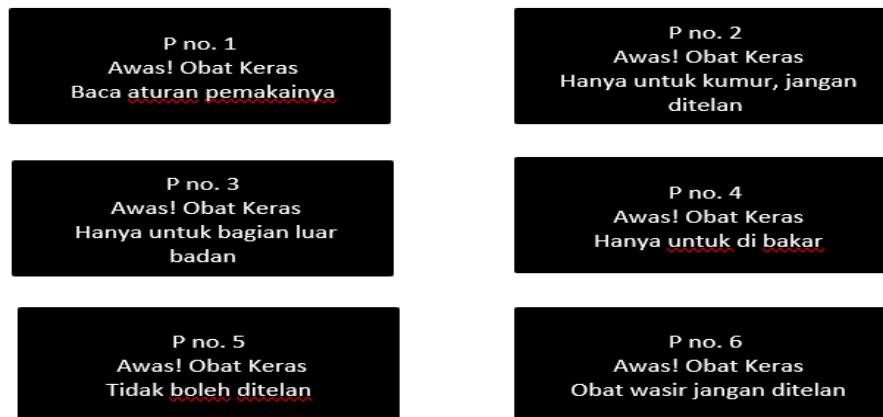 P no. 1
Awas! Obat Keras
Baca aturan pemakainya
P no. 2
Awas! Obat Keras
Hanya untuk kumur, jangan
ditelan
P no. 3
Awas! Obat Keras
Hanya untuk bagian luar
badan
P no. 4
Awas! Obat Keras
Hanya untuk di bakar
P no. 5
Awas! Obat Keras
Tidak boleh ditelan
P no. 6
Awas! Obat Keras
Obat wasir jangan ditelan